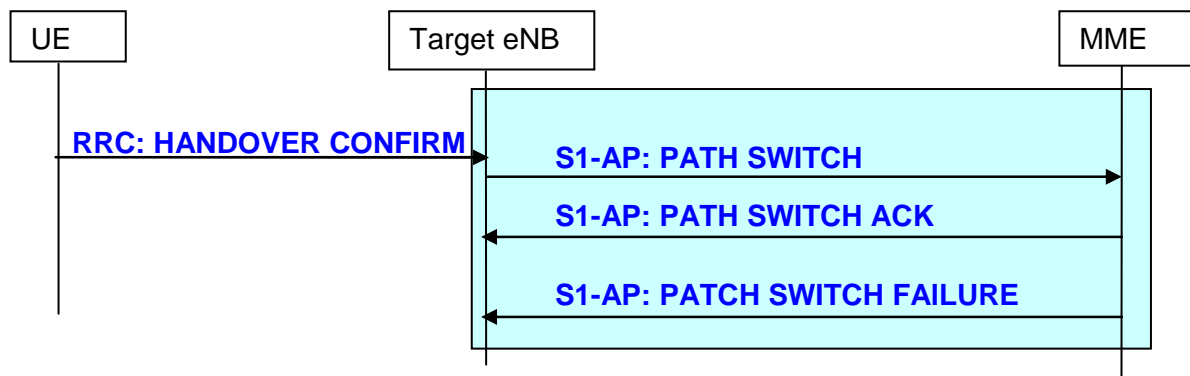 UE
Target eNB
MME
RRC: HANDOVER CONFIRM
S1-AP: PATH SWITCH
S1-AP: PATH SWITCH ACK
S1-AP: PATCH SWITCH FAILURE